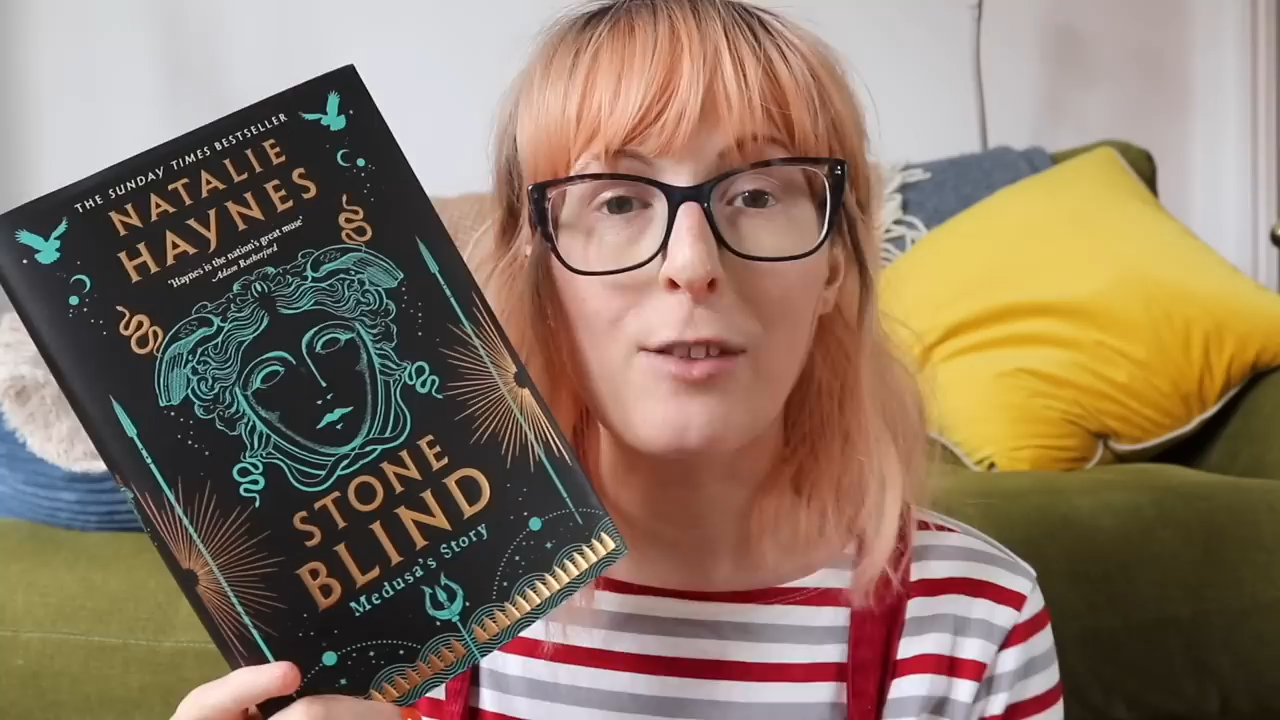 THE SUNDAY TIMES BESTSELLER
NATALIE
HAYNES
'Haynes is the nation's great muse'
Adam Rutherford
STONE
BLIND
Medusa's Story